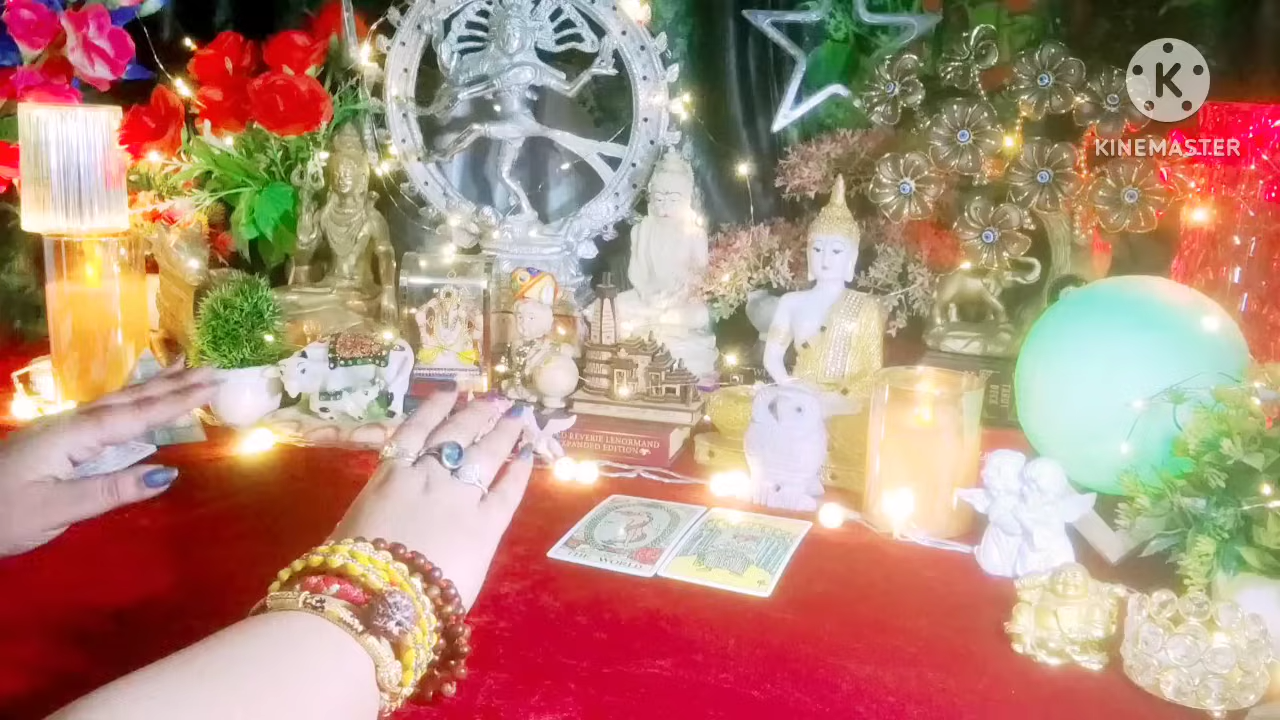 K
KINEMASTER
REVERIE LENORMAND
EXPANDED EDITION
THE WORLD